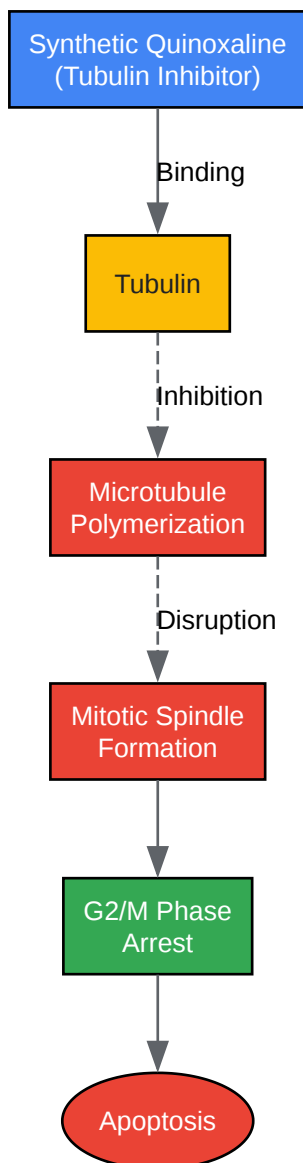 Synthetic Quinoxaline
(Tubulin Inhibitor)
Binding
Tubulin
Inhibition
Microtubule
Polymerization
Disruption
Mitotic Spindle
Formation
G2/M Phase
Arrest
Apoptosis